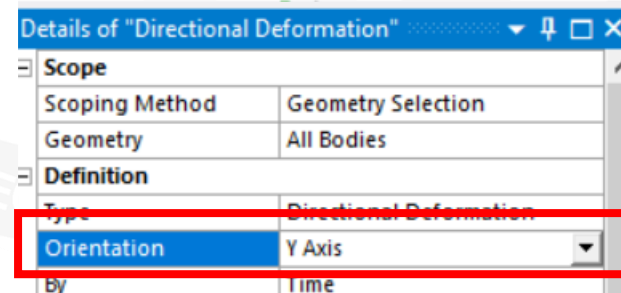 Details of "Directional Deformation"
Scope
Scoping Method Geometry Selection
Geometry All Bodies
Definition
Type Directional Deformation
Orientation Y Axis
By Time